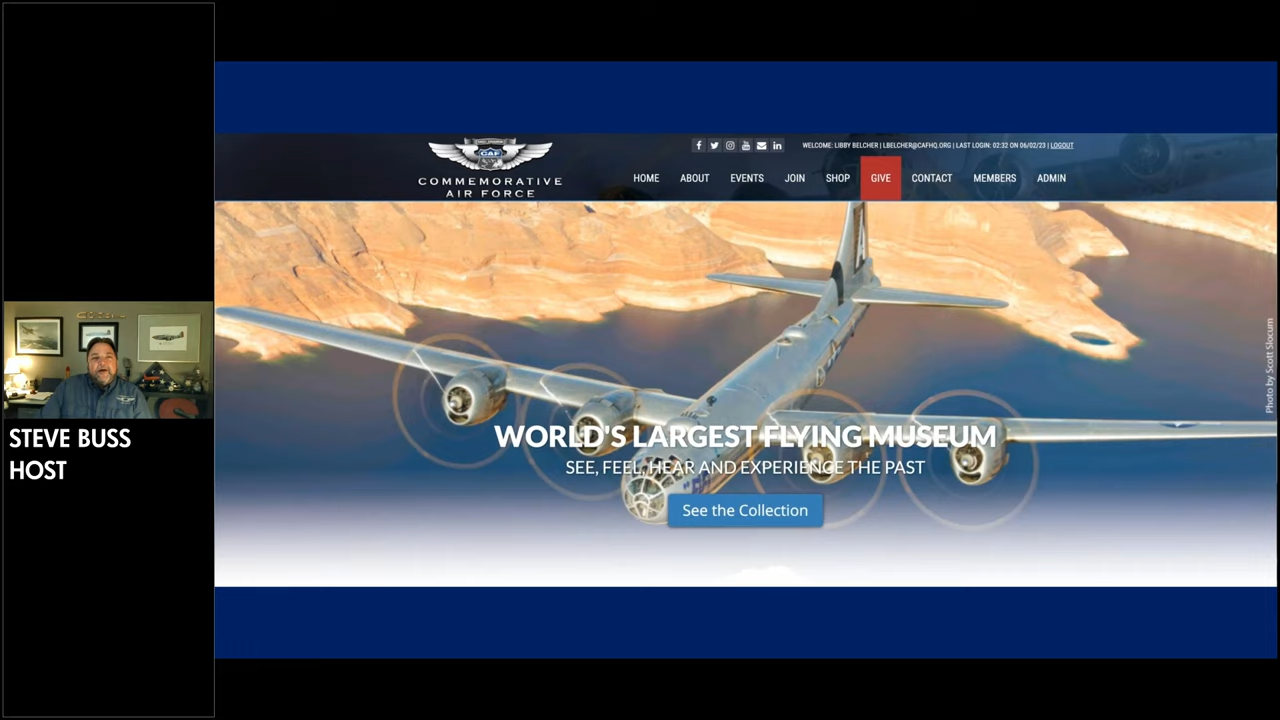 STEVE BUSS
HOST
CAF
COMMEMORATIVE
AIR FORCE
WELCOME: LIBBY BELCHER | LBELCHER@CAFHQ.ORG | LAST LOGIN: 02:32 ON 06/02/23 | LOGOUT
HOME ABOUT EVENTS JOIN SHOP GIVE CONTACT MEMBERS ADMIN
WORLD'S LARGEST FLYING MUSEUM
SEE, FEEL, HEAR AND EXPERIENCE THE PAST
See the Collection
Photo by Scott Slocum